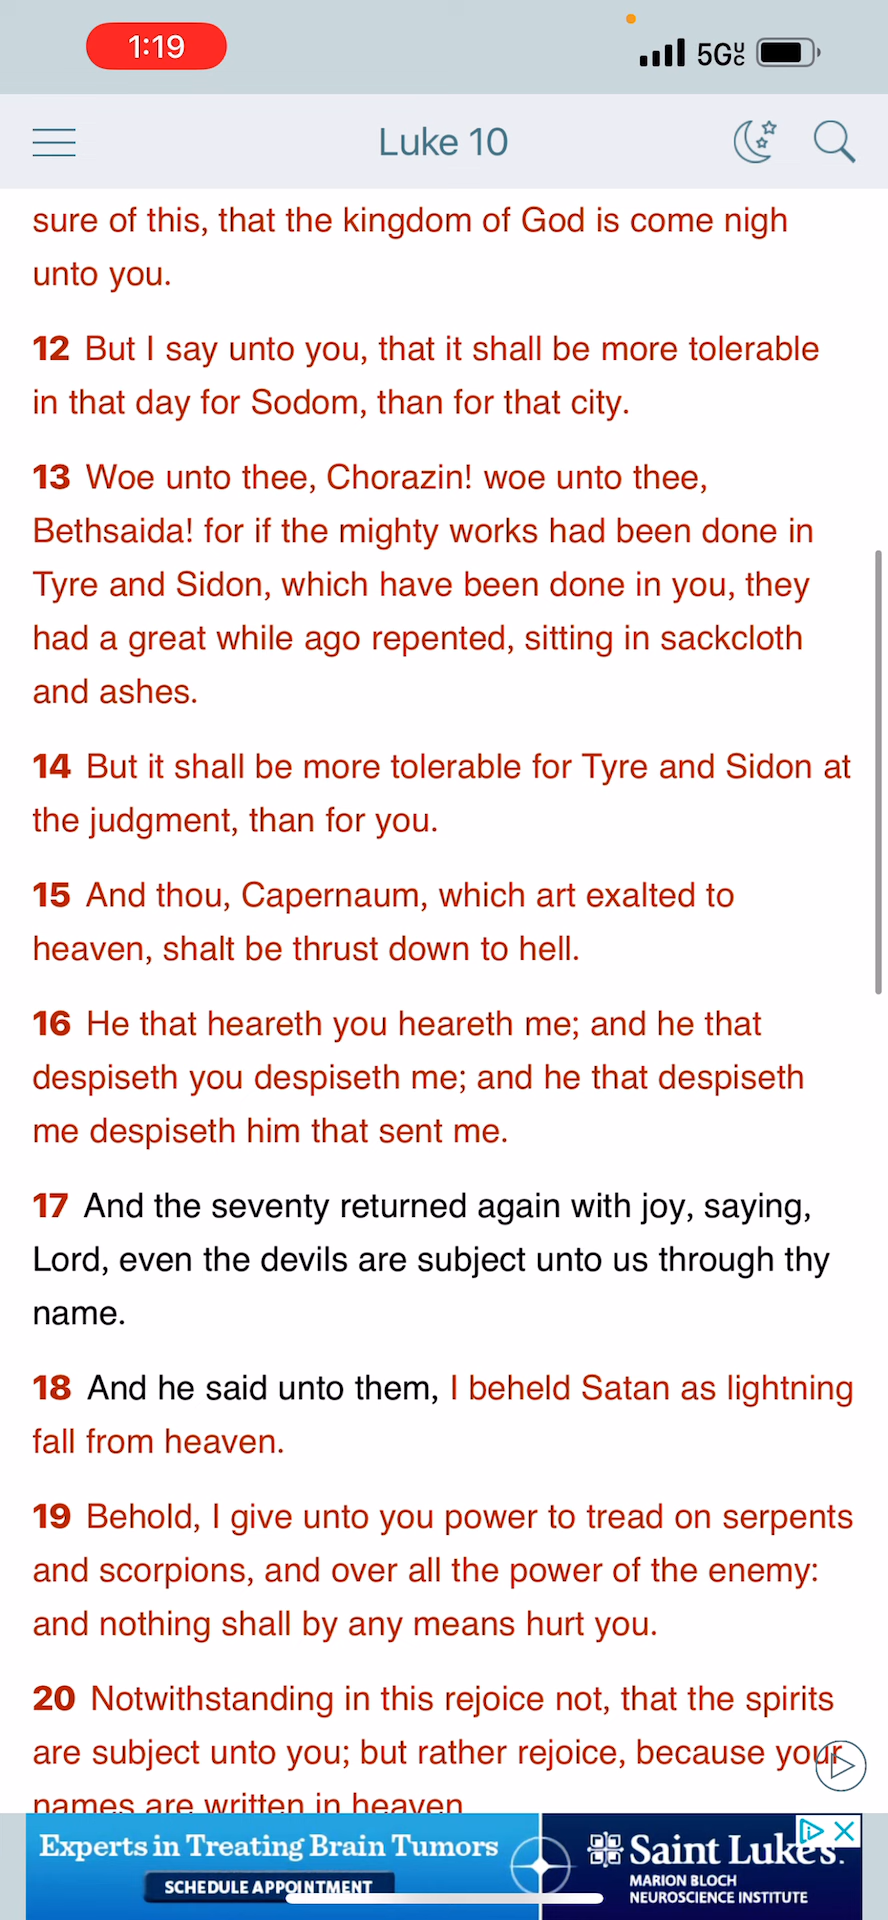 1:19
5G UC
Luke 10
sure of this, that the kingdom of God is come nigh
unto you.
12 But I say unto you, that it shall be more tolerable
in that day for Sodom, than for that city.
13 Woe unto thee, Chorazin! woe unto thee,
Bethsaida! for if the mighty works had been done in
Tyre and Sidon, which have been done in you, they
had a great while ago repented, sitting in sackcloth
and ashes.
14 But it shall be more tolerable for Tyre and Sidon at
the judgment, than for you.
15 And thou, Capernaum, which art exalted to
heaven, shalt be thrust down to hell.
16 He that heareth you heareth me; and he that
despiseth you despiseth me; and he that despiseth
me despiseth him that sent me.
17 And the seventy returned again with joy, saying,
Lord, even the devils are subject unto us through thy
name.
18 And he said unto them, I beheld Satan as lightning
fall from heaven.
19 Behold, I give unto you power to tread on serpents
and scorpions, and over all the power of the enemy:
and nothing shall by any means hurt you.
20 Notwithstanding in this rejoice not, that the spirits
are subject unto you; but rather rejoice, because your
names are written in heaven
Experts in Treating Brain Tumors
SCHEDULE APPOINTMENT
Saint Luke's.
MARION BLOCH
NEUROSCIENCE INSTITUTE